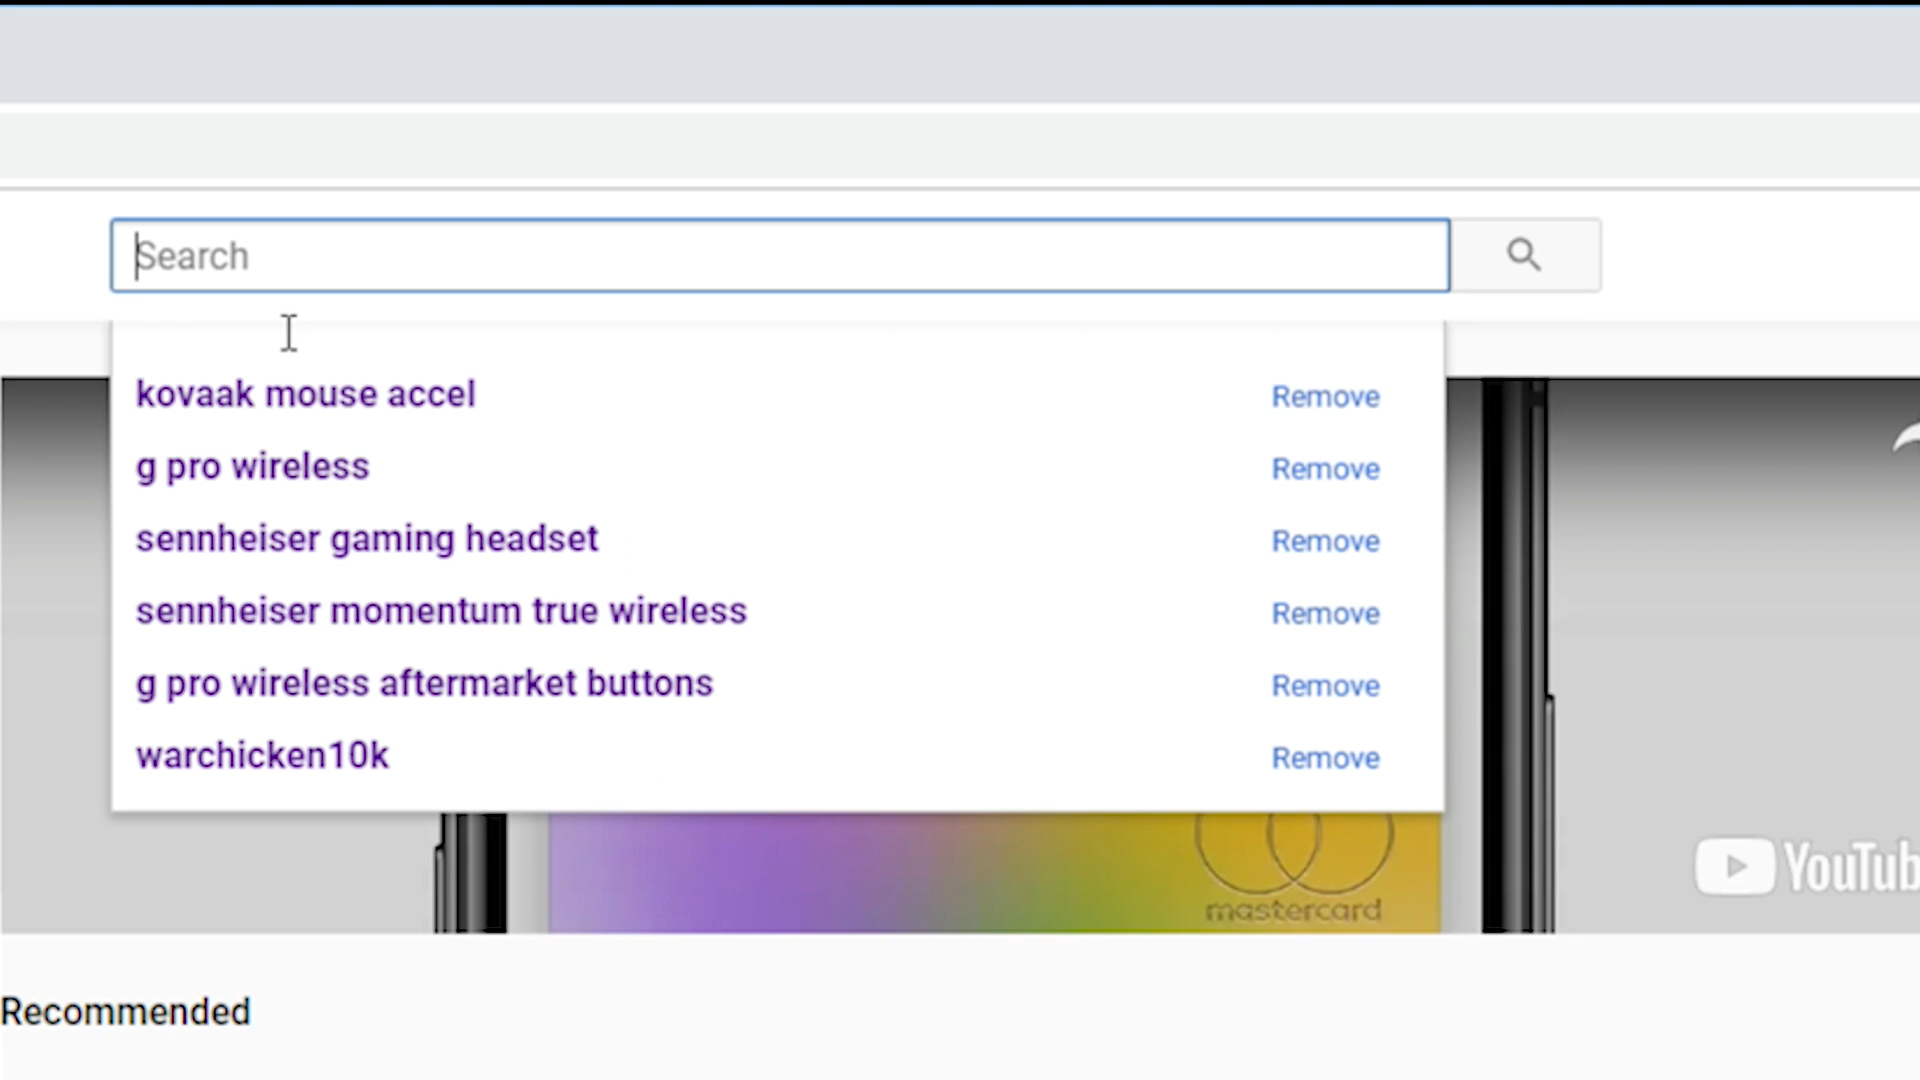 Search
kovaak mouse accel Remove
g pro wireless Remove
sennheiser gaming headset Remove
sennheiser momentum true wireless Remove
g pro wireless aftermarket buttons Remove
warchicken10k Remove
mastercard
YouTub
Recommended